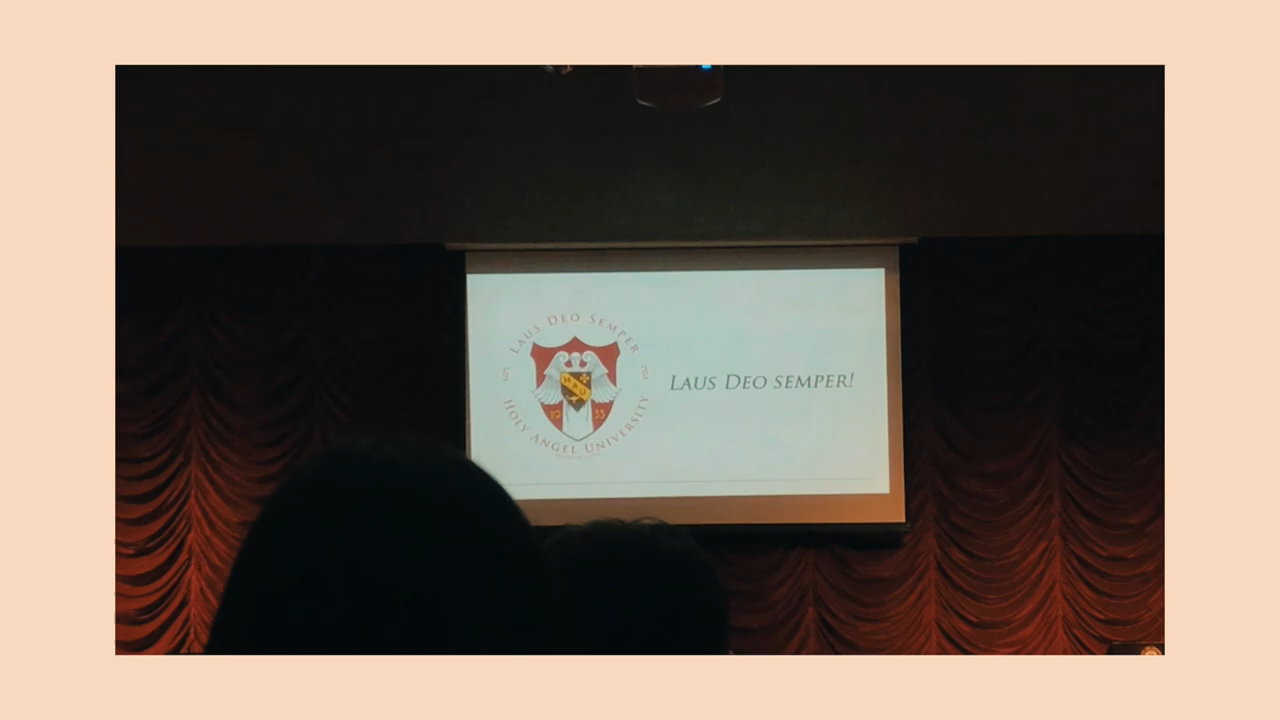 LAUS DEO SEMPER
HAU
19 33
HOLY ANGEL UNIVERSITY
LAUS DEO SEMPER!